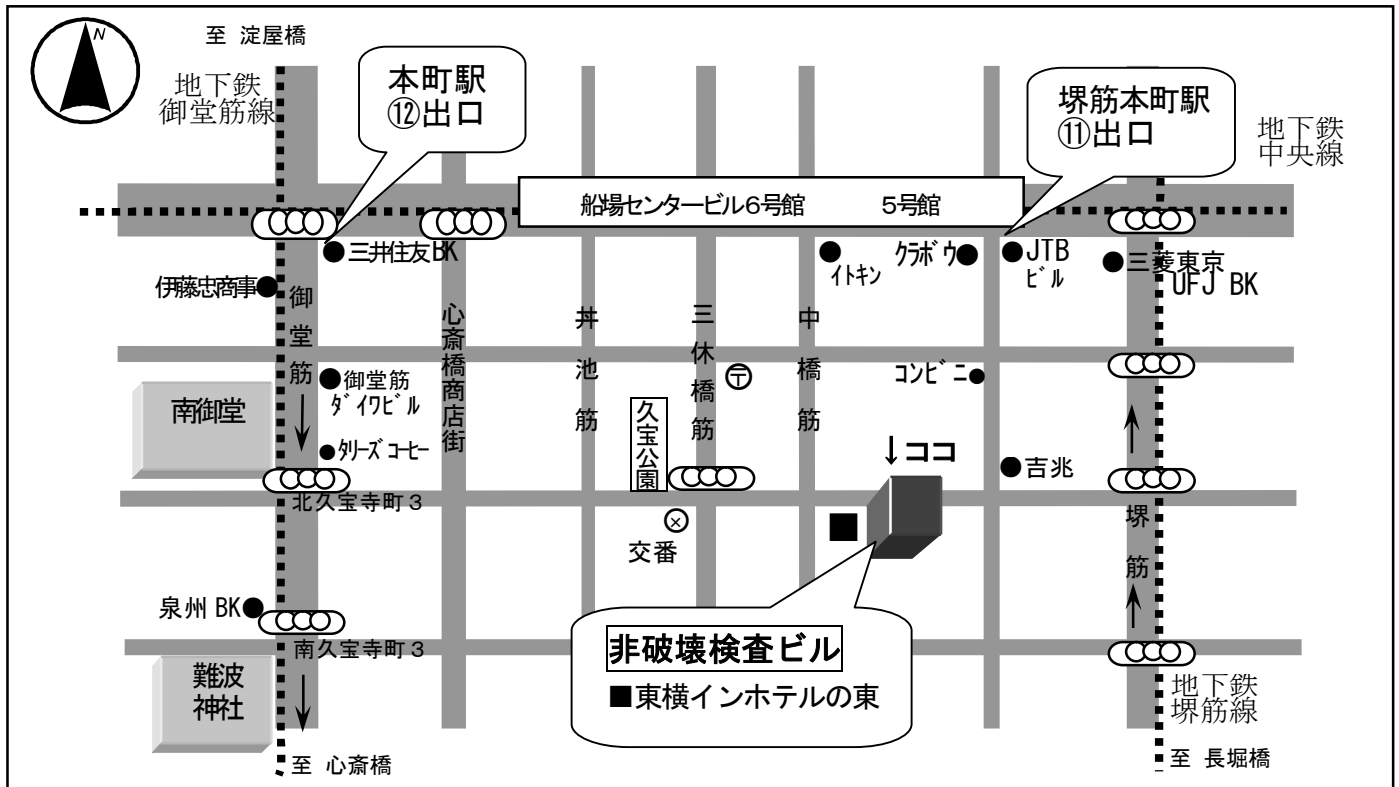 N
至 淀屋橋
地下鉄
御堂筋線
本町駅
⑫出口
堺筋本町駅
⑪出口
地下鉄
中央線
船場センタービル6号館
5号館
三井住友BK
イトキン
クラボウ
JTB
ビル
三菱東京
UFJ BK
伊藤忠商事
御堂筋
心斎橋商店街
丼池筋
三休橋筋
中橋筋
〒
コンビニ
御堂筋
ダイワビル
南御堂
久宝公園
タリーズコーヒー
↓ココ
吉兆
北久宝寺町3
交番
堺筋
泉州 BK
南久宝寺町3
非破壊検査ビル
■東横インホテルの東
難波
神社
地下鉄
堺筋線
至 心斎橋
至 長堀橋